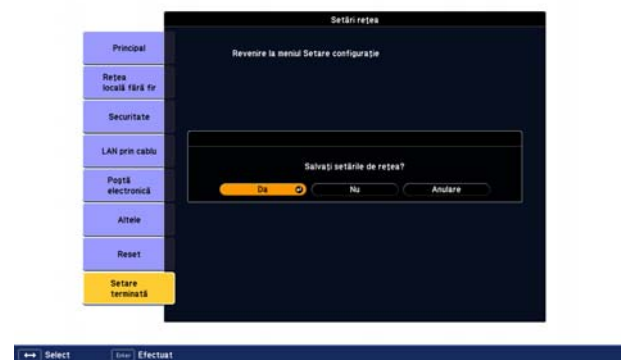 Setări rețea
Principal
Revenire la meniul Setare configurație
Rețea
locală fără fir
Securitate
LAN prin cablu
Salvați setările de rețea?
Da
Nu
Anulare
Poștă
electronică
Altele
Reset
Setare
terminată
Select
Enter
Efectuat